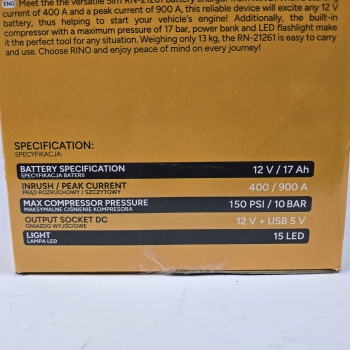 ENG Meet the the versatile 5in1 RN-21261 battery
current of 400 A and a peak current of 900 A, this reliable device will excite any 12 V
battery, thus helping to start your vehicle's engine! Additionally, the built-in
compressor with a maximum pressure of 17 bar, power bank and LED flashlight make
it the perfect tool for any situation. Weighing only 13 kg, the RN-21261 is easy to carry
and use. Choose RINO and enjoy peace of mind on every journey!
SPECIFICATION:
SPECYFIKACJA:
BATTERY SPECIFICATION 12 V / 17 Ah
SPECYFIKACJA BATERII
INRUSH / PEAK CURRENT 400 / 900 A
PRĄD ROZRUCHOWY / SZCZYTOWY
MAX COMPRESSOR PRESSURE 150 PSI / 10 BAR
MAKSYMALNE CIŚNIENIE KOMPRESORA
OUTPUT SOCKET DC 12 V + USB 5 V
GNIAZDO WYJŚCIOWE
LIGHT 15 LED
LAMPA LED